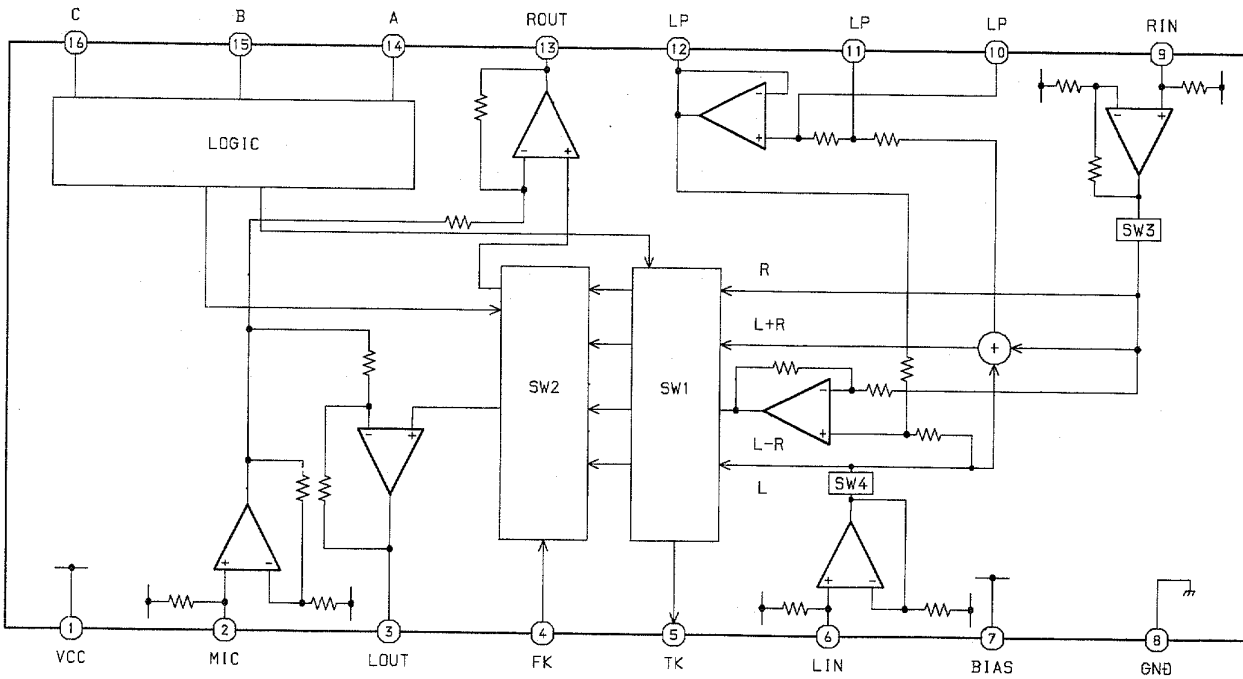 C B A ROUT LP LP LP RIN
16 15 14 13 12 11 10 9
- +
- +
LOGIC
- +
SW3
R
L+R
+
SW2 SW1
- +
- +
L-R
L
SW4
+ -
+ -
1 2 3 4 5 6 7 8
VCC MIC LOUT FK TK LIN BIAS GND